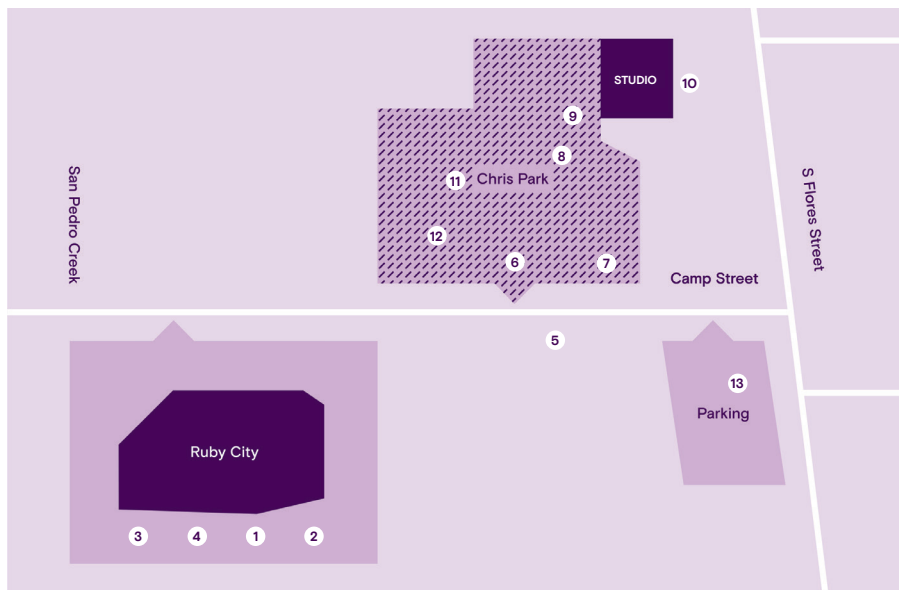 STUDIO
10
9
8
11
Chris Park
12
6
7
San Pedro Creek
S Flores Street
Camp Street
5
13
Parking
Ruby City
3
4
1
2